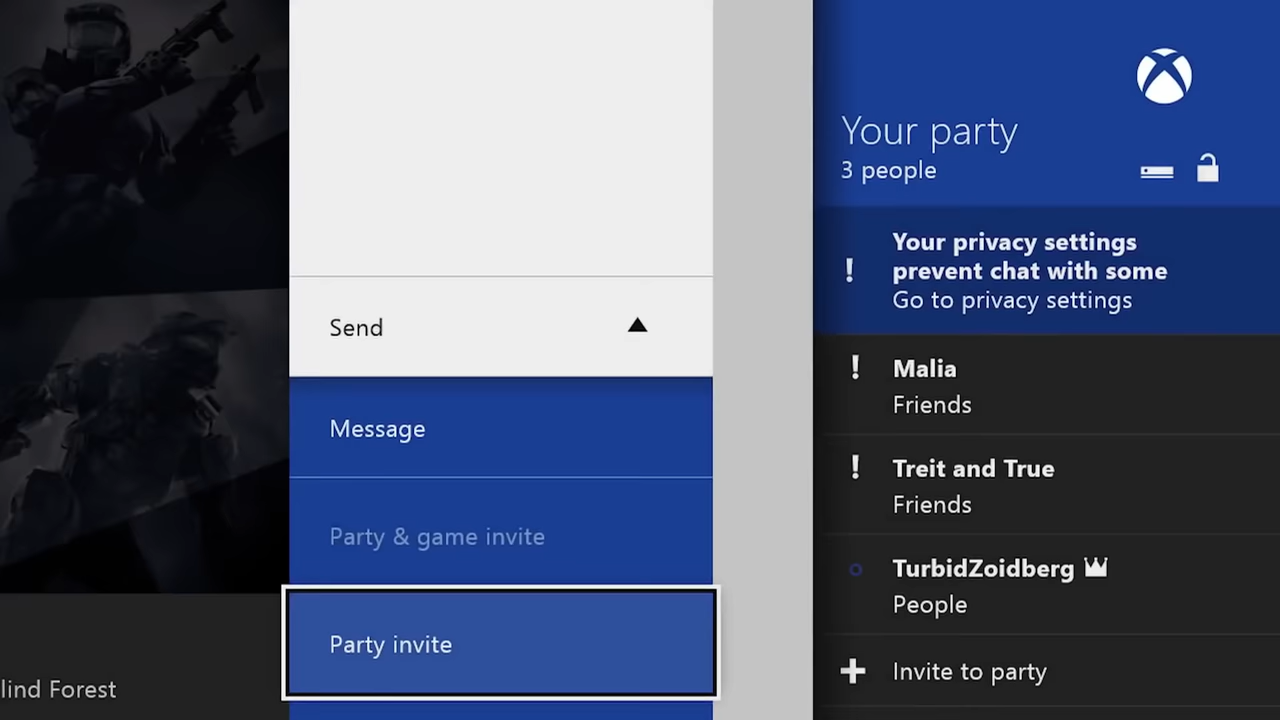 Send
Message
Party & game invite
Party invite
lind Forest
Your party
3 people
Your privacy settings
prevent chat with some
Go to privacy settings
! Malia
Friends
! Treit and True
Friends
TurbidZoidberg
People
Invite to party